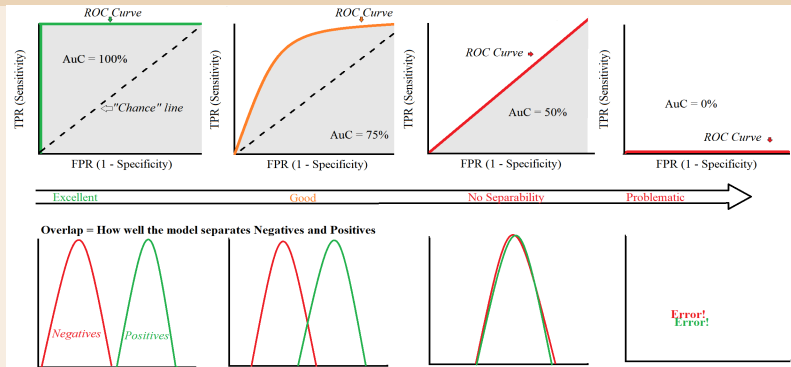 ROC Curve
AuC = 100%
"Chance" line
TPR (Sensitivity)
FPR (1 - Specificity)
ROC Curve
AuC = 75%
TPR (Sensitivity)
FPR (1 - Specificity)
ROC Curve
AuC = 50%
TPR (Sensitivity)
FPR (1 - Specificity)
AuC = 0%
ROC Curve
TPR (Sensitivity)
FPR (1 - Specificity)
Excellent
Good
No Separability
Problematic
Overlap = How well the model separates Negatives and Positives
Negatives
Positives
Error!
Error!